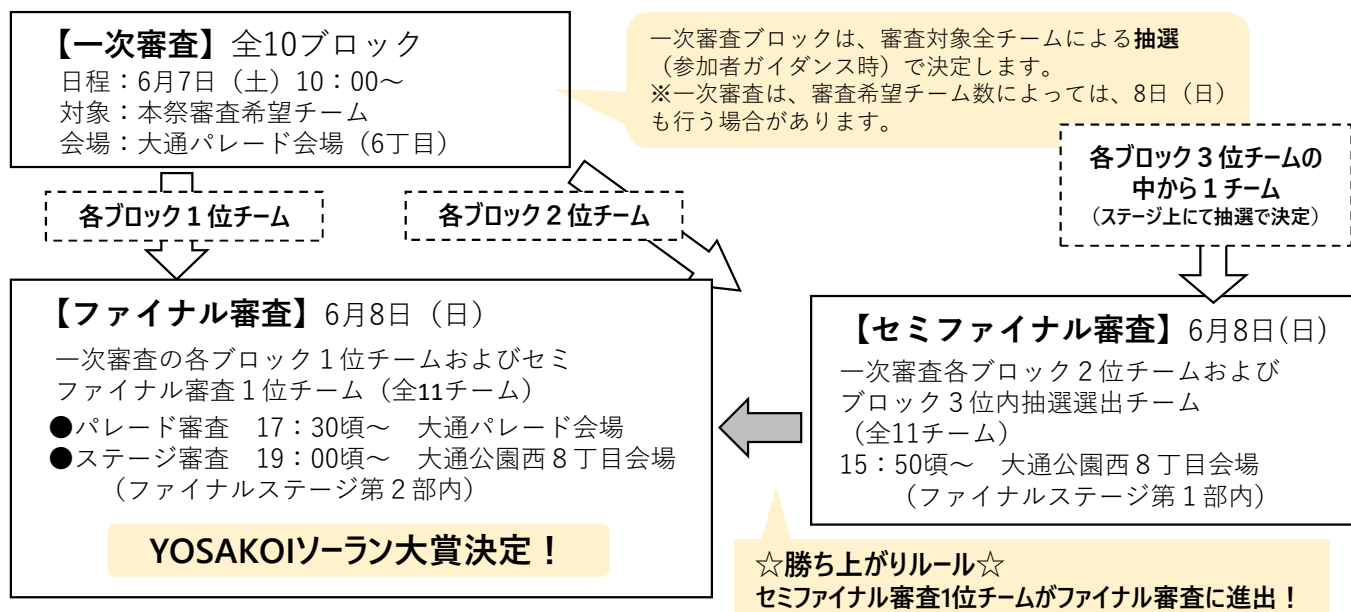 【一次審査】全10ブロック
日程：6月7日（土）10：00～
対象：本祭審査希望チーム
会場：大通パレード会場（6丁目）
一次審査ブロックは、審査対象全チームによる抽選
（参加者ガイダンス時）で決定します。
※一次審査は、審査希望チーム数によっては、8日（日）
も行う場合があります。
各ブロック１位チーム
各ブロック２位チーム
各ブロック３位チームの
中から１チーム
（ステージ上にて抽選で決定）
【ファイナル審査】6月8日（日）
一次審査の各ブロック１位チームおよびセミ
ファイナル審査１位チーム（全11チーム）
●パレード審査　17：30頃～　大通パレード会場
●ステージ審査　19：00頃～　大通公園西８丁目会場
（ファイナルステージ第２部内）
YOSAKOIソーラン大賞決定！
【セミファイナル審査】6月8日(日)
一次審査各ブロック２位チームおよび
ブロック３位内抽選選出チーム
（全11チーム）
15：50頃～　大通公園西８丁目会場
（ファイナルステージ第１部内）
☆勝ち上がりルール☆
セミファイナル審査1位チームがファイナル審査に進出！